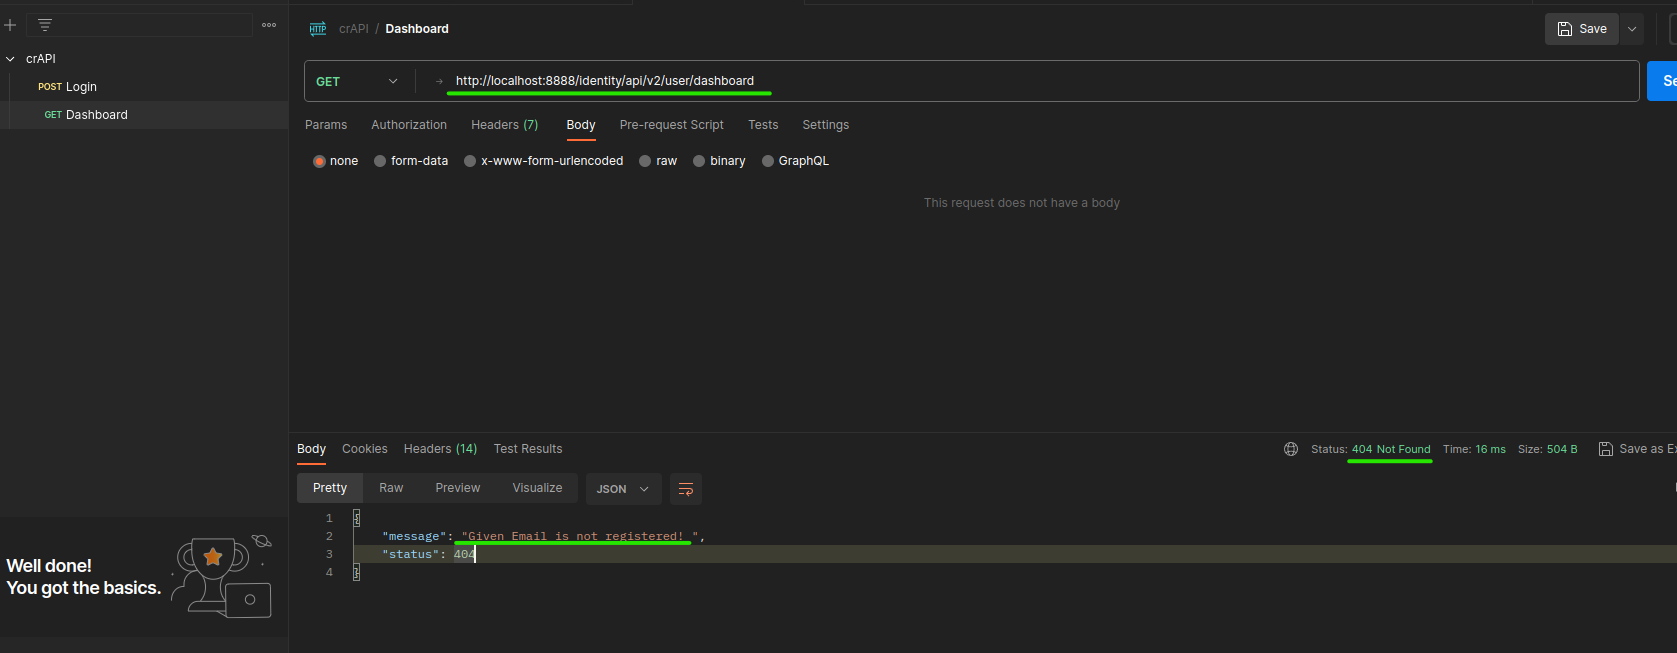 crAPI
POST Login
GET Dashboard
Well done!
You got the basics.
HTTP crAPI / Dashboard
Save
GET → http://localhost:8888/identity/api/v2/user/dashboard
Se
Params Authorization Headers (7) Body Pre-request Script Tests Settings
none form-data x-www-form-urlencoded raw binary GraphQL
This request does not have a body
Body Cookies Headers (14) Test Results
Status: 404 Not Found Time: 16 ms Size: 504 B Save as Ex
Pretty Raw Preview Visualize JSON
1 {
2 "message": "Given Email is not registered! ",
3 "status": 404
4 }